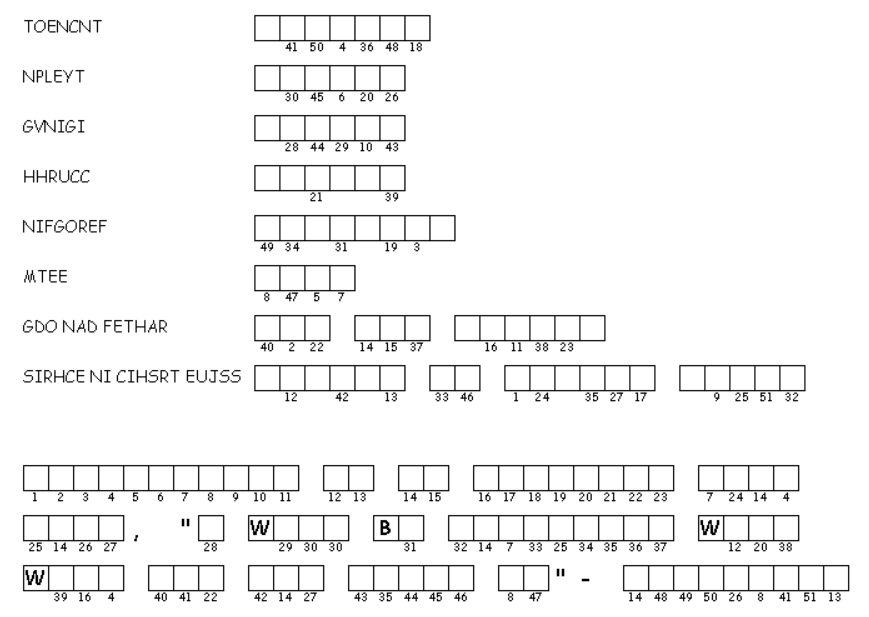 TOENCNT
41 50 4 36 48 18
NPLEYT
30 45 6 20 26
GVNIGI
28 44 29 10 43
HHRUCC
21 39
NIFGOREF
49 34 31 19 3
MTEE
8 47 5 7
GDO NAD FETHAR
40 2 22 14 15 37 16 11 38 23
SIRHCE NI CIHSRT EUJSS
12 42 13 33 46 1 24 35 27 17 9 25 51 32
1 2 3 4 5 6 7 8 9 10 11 12 13 14 15 16 17 18 19 20 21 22 23 7 24 14 4
, " W B W
25 14 26 27 28 29 30 30 31 32 14 7 33 25 34 35 36 37 12 20 38
W " -
39 16 4 40 41 22 42 14 27 43 35 44 45 46 8 47 14 48 49 50 26 8 41 51 13